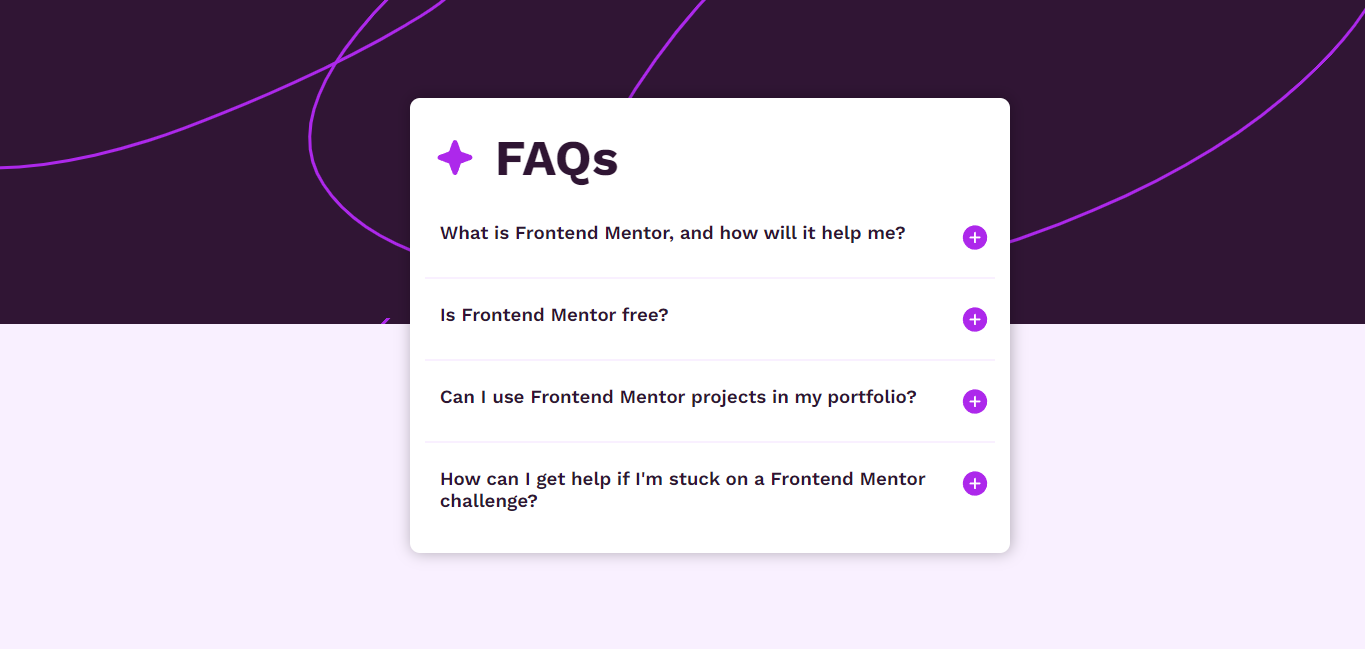 FAQs
What is Frontend Mentor, and how will it help me?
Is Frontend Mentor free?
Can I use Frontend Mentor projects in my portfolio?
How can I get help if I'm stuck on a Frontend Mentor
challenge?